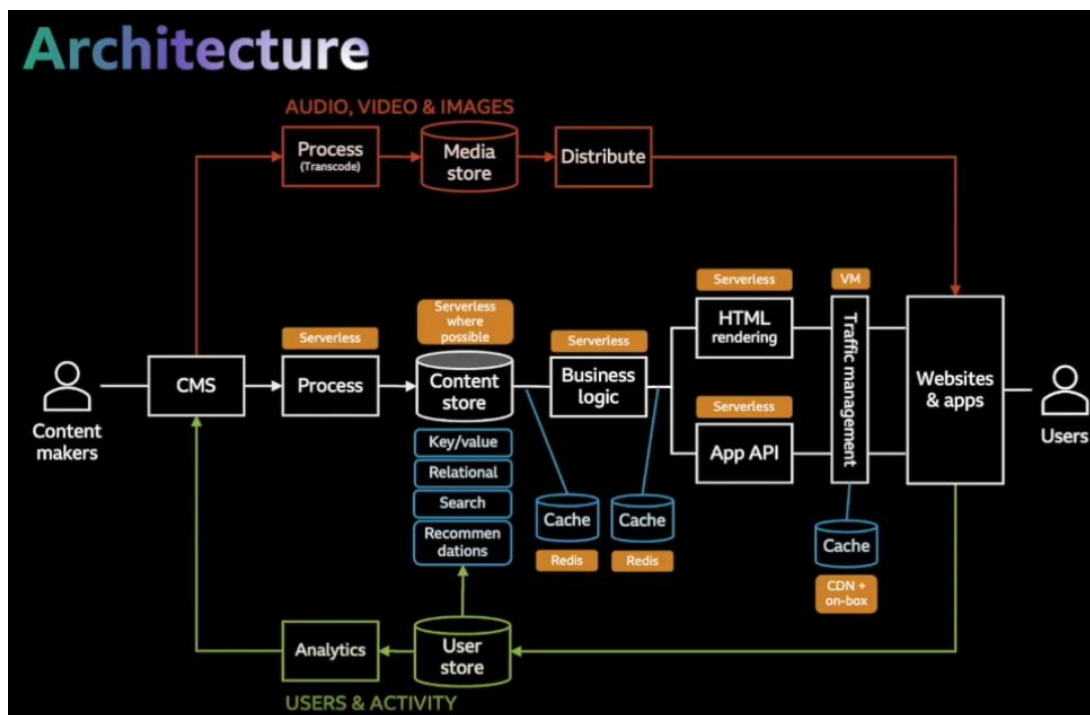 Architecture
AUDIO, VIDEO & IMAGES
Process
(Transcode)
Media
store
Distribute
Serverless
VM
Serverless
where
possible
HTML
rendering
Serverless
Serverless
Traffic management
Content
makers
CMS
Process
Content
store
Business
logic
Websites
& apps
Users
Serverless
App API
Key/value
Relational
Search
Recommen
dations
Cache
Cache
Cache
Redis
Redis
CDN +
on-box
Analytics
User
store
USERS & ACTIVITY